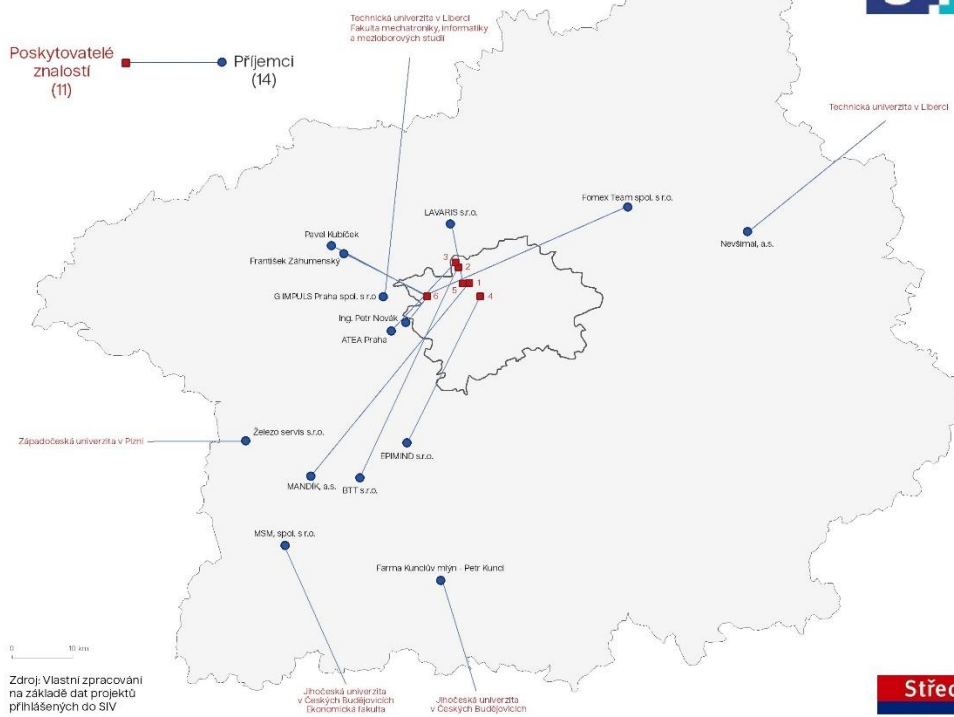 Technická univerzita v Liberci
Fakulta mechatroniky, informatiky
a mezioborových studií
Poskytovatelé
znalostí
(11)
Příjemci
(14)
Technická univerzita v Liberci
Fomex Team spol. s r.o.
LAVARIS s.r.o.
Nevšímal, a.s.
Pavel Kubíček
František Záhumenský
3
2
1
5
4
6
G IMPULS Praha spol. s r.o
Ing. Petr Novák
ATEA Praha
Železo servis s.r.o.
Západočeská univerzita v Plzni
EPIMIND s.r.o.
MANDÍK, a.s.
BTT s.r.o.
MSM, spol. s r.o.
Farma Kunclův mlýn - Petr Kuncl
0 10 km
Zdroj: Vlastní zpracování
na základě dat projektů
přihlášených do SIV
Jihočeská univerzita
v Českých Budějovicích
Ekonomická fakulta
Jihočeská univerzita
v Českých Budějovicích
Střed